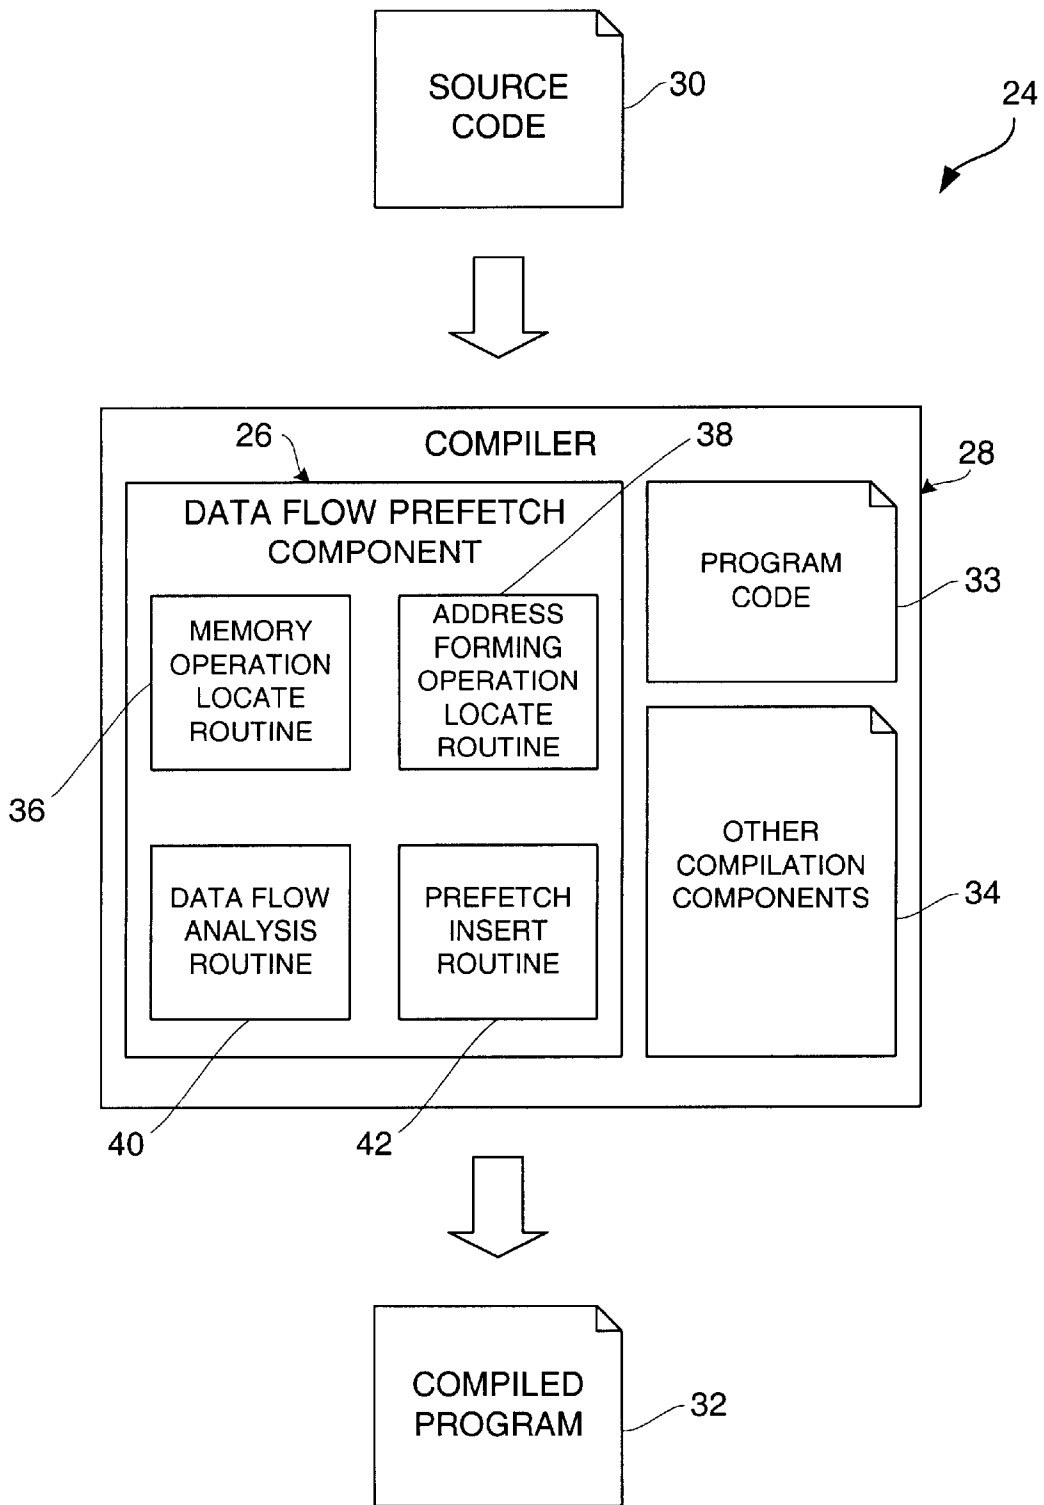 SOURCE
CODE
30
24
COMPILER
26
38
28
DATA FLOW PREFETCH
COMPONENT
MEMORY
OPERATION
LOCATE
ROUTINE
36
ADDRESS
FORMING
OPERATION
LOCATE
ROUTINE
PROGRAM
CODE
33
DATA FLOW
ANALYSIS
ROUTINE
40
PREFETCH
INSERT
ROUTINE
42
OTHER
COMPILATION
COMPONENTS
34
COMPILED
PROGRAM
32